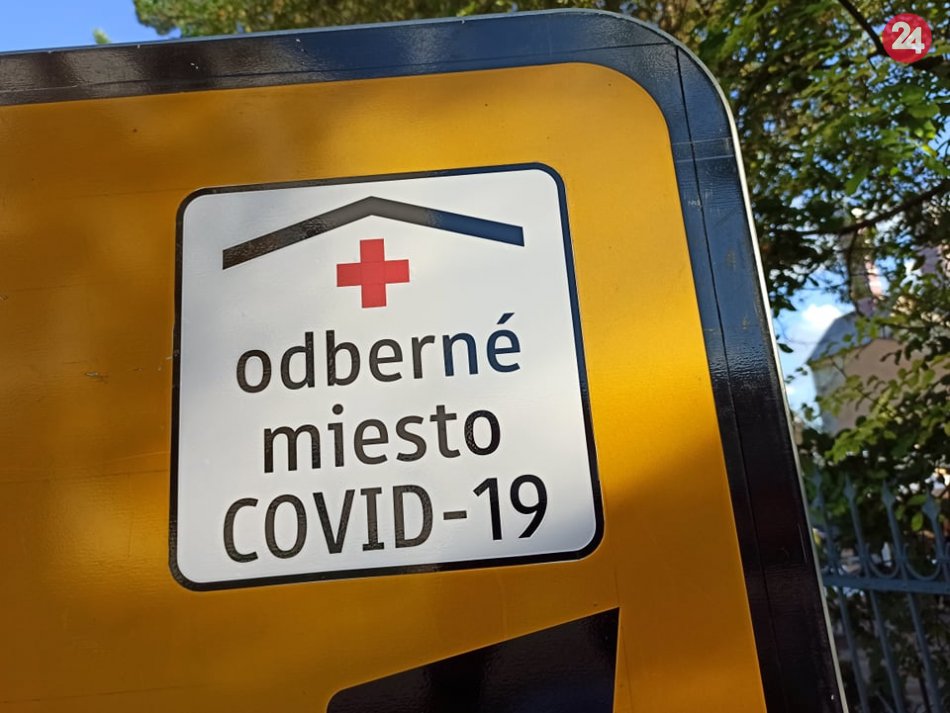 24
odberné
miesto
COVID-19